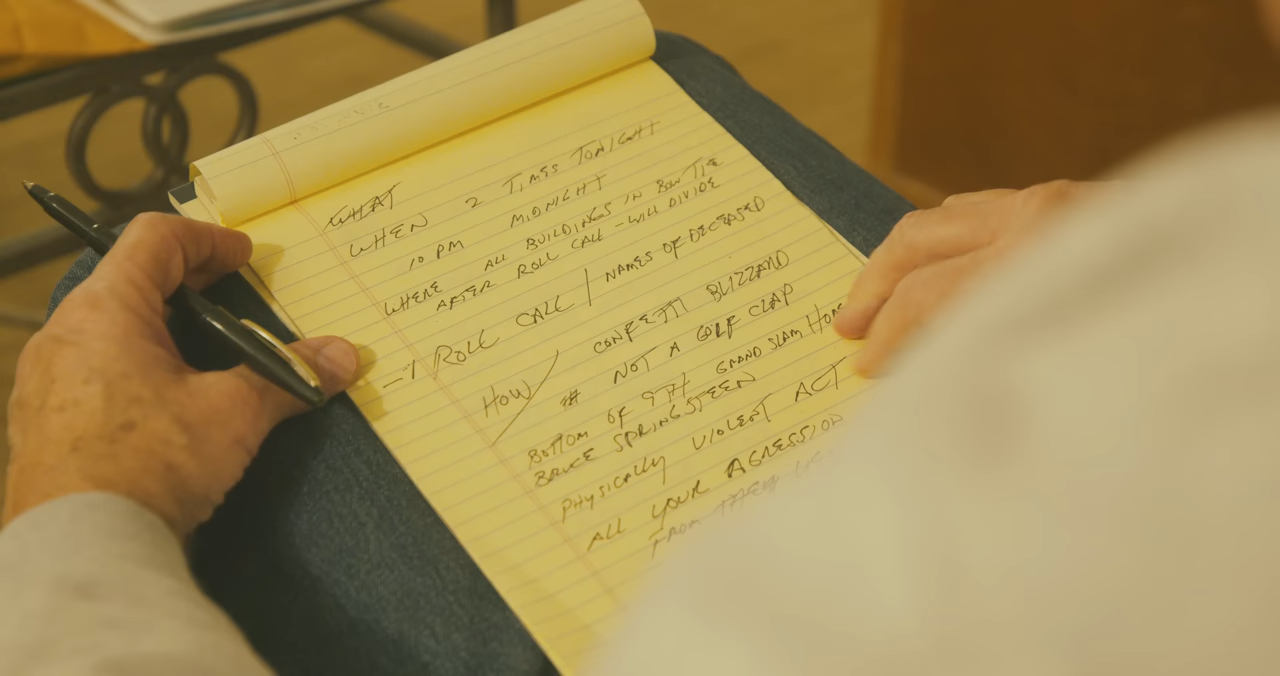 WHAT
WHEN 2 TIMES TONIGHT
10 PM MIDNIGHT
WHERE ALL BUILDINGS IN BOW TIE
AFTER ROLL CALL - WILL DIVIDE
ROLL CALL / NAMES OF DECEASED
HOW / CONFETTI BLIZZARD
# NOT A GOLF CLAP
BOTTOM OF 9TH GRAND SLAM
BRUCE SPRINGSTEEN
PHYSICALLY VIOLENT ACT
ALL YOUR AGRESSION
FROM